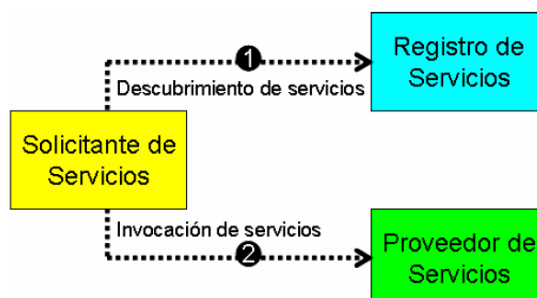 1
Registro de
Servicios
Descubrimiento de servicios
Solicitante de
Servicios
Invocación de servicios
2
Proveedor de
Servicios